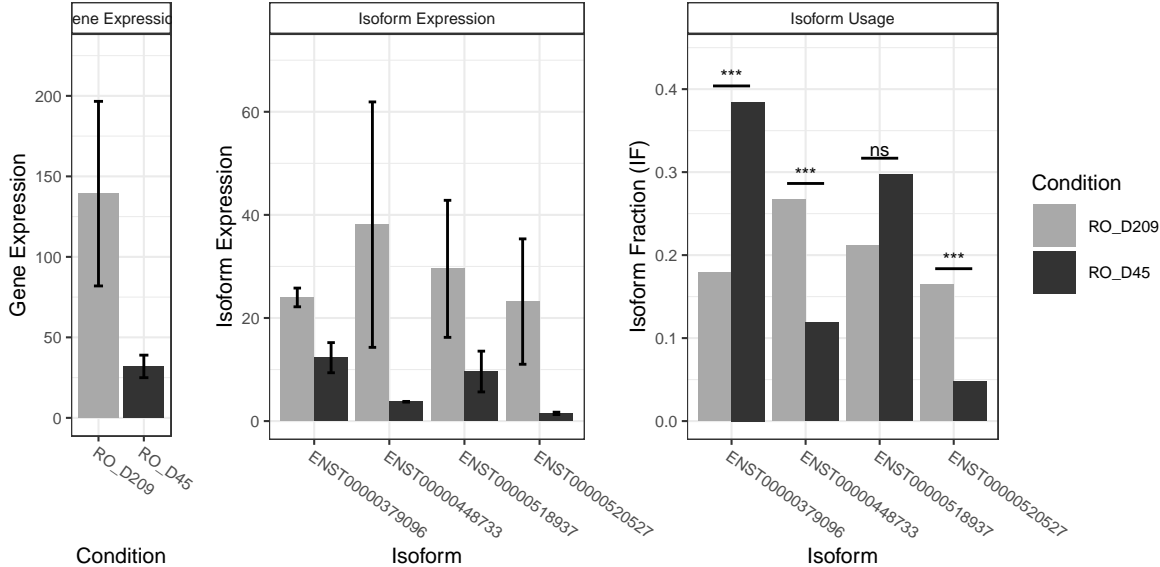 ene Expressio
Gene Expression
200
150
100
50
0
RO_D209
RO_D45
Condition
Isoform Expression
Isoform Expression
60
40
20
0
ENST00000379096
ENST00000448733
ENST00000518937
ENST00000520527
Isoform
Isoform Usage
Isoform Fraction (IF)
0.4
0.3
0.2
0.1
0.0
***
***
ns
***
ENST00000379096
ENST00000448733
ENST00000518937
ENST00000520527
Isoform
Condition
RO_D209
RO_D45